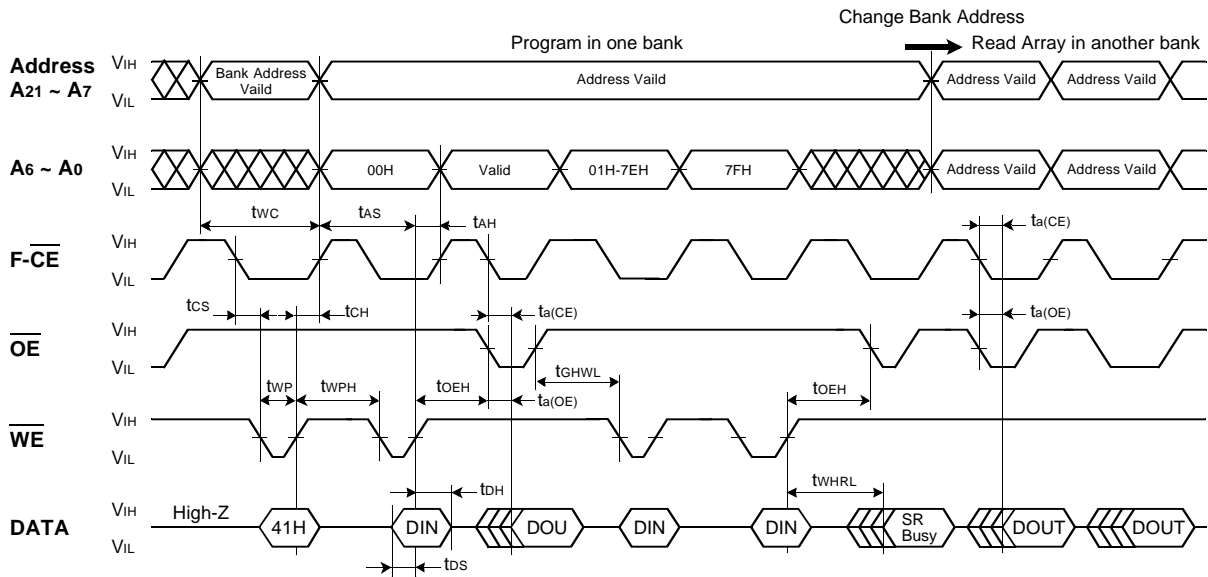 Change Bank Address
Program in one bank
Read Array in another bank
Address
A21 ~ A7
VIH
VIL
Bank Address
Vaild
Address Vaild
Address Vaild
Address Vaild
A6 ~ A0
VIH
VIL
00H
Valid
01H-7EH
7FH
Address Vaild
Address Vaild
tWC
tAS
tAH
ta(CE)
F-CE
VIH
VIL
tCS
tCH
ta(CE)
ta(OE)
OE
VIH
VIL
tWP
tWPH
tOEH
ta(OE)
tGHWL
tOEH
WE
VIH
VIL
tDH
tWHRL
DATA
VIH
VIL
High-Z
41H
DIN
DOU
DIN
DIN
SR
Busy
DOUT
DOUT
tDS